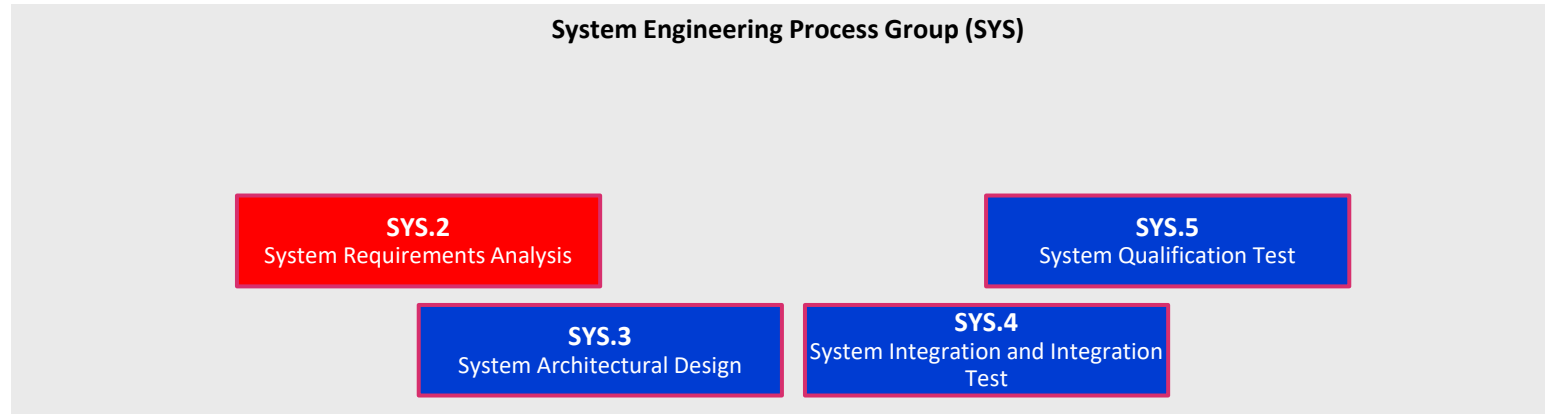 System Engineering Process Group (SYS)
SYS.2
System Requirements Analysis
SYS.5
System Qualification Test
SYS.3
System Architectural Design
SYS.4
System Integration and Integration
Test